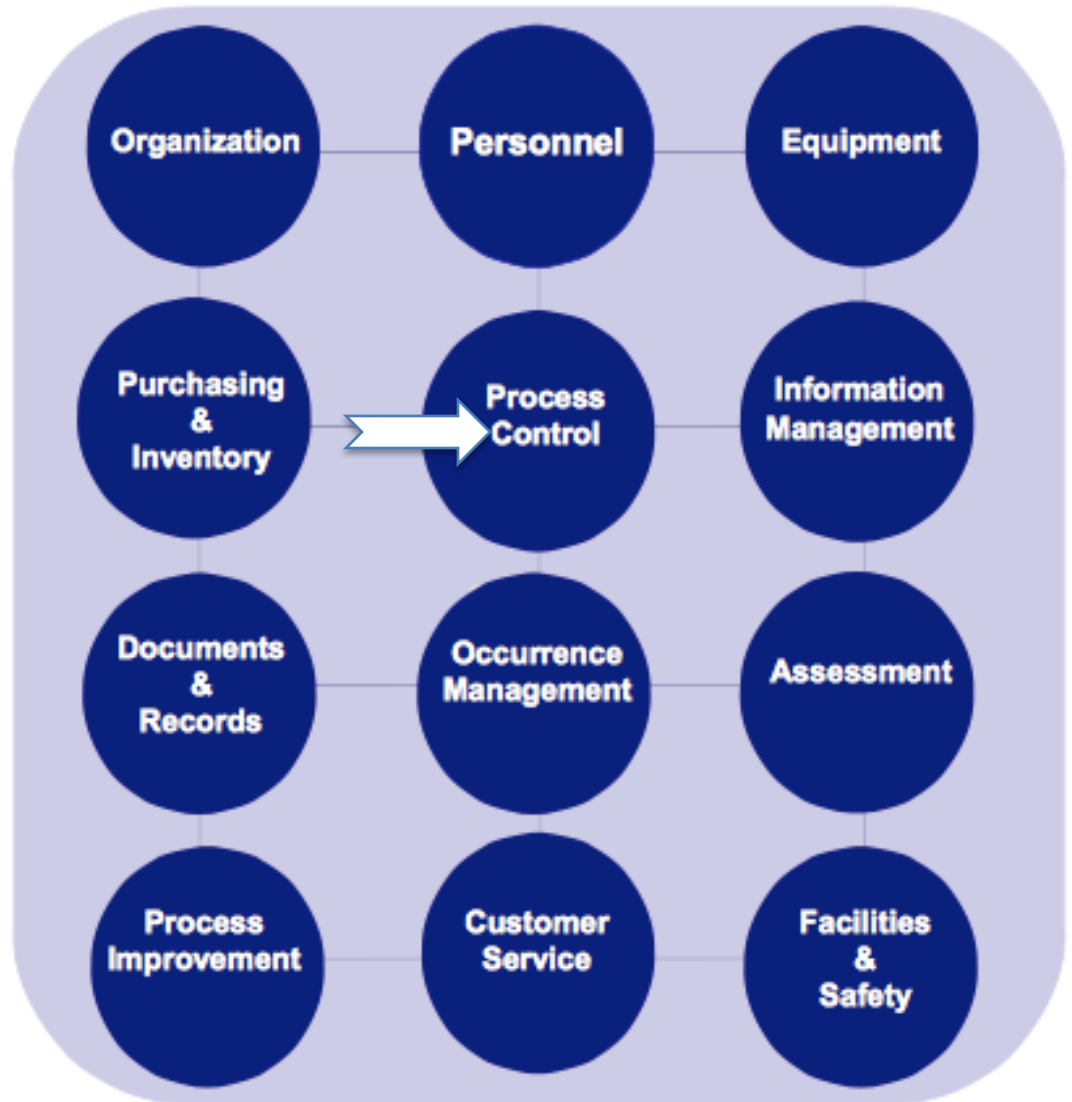 Organization
Personnel
Equipment
Purchasing
&
Inventory
Process
Control
Information
Management
Documents
&
Records
Occurrence
Management
Assessment
Process
Improvement
Customer
Service
Facilities
&
Safety